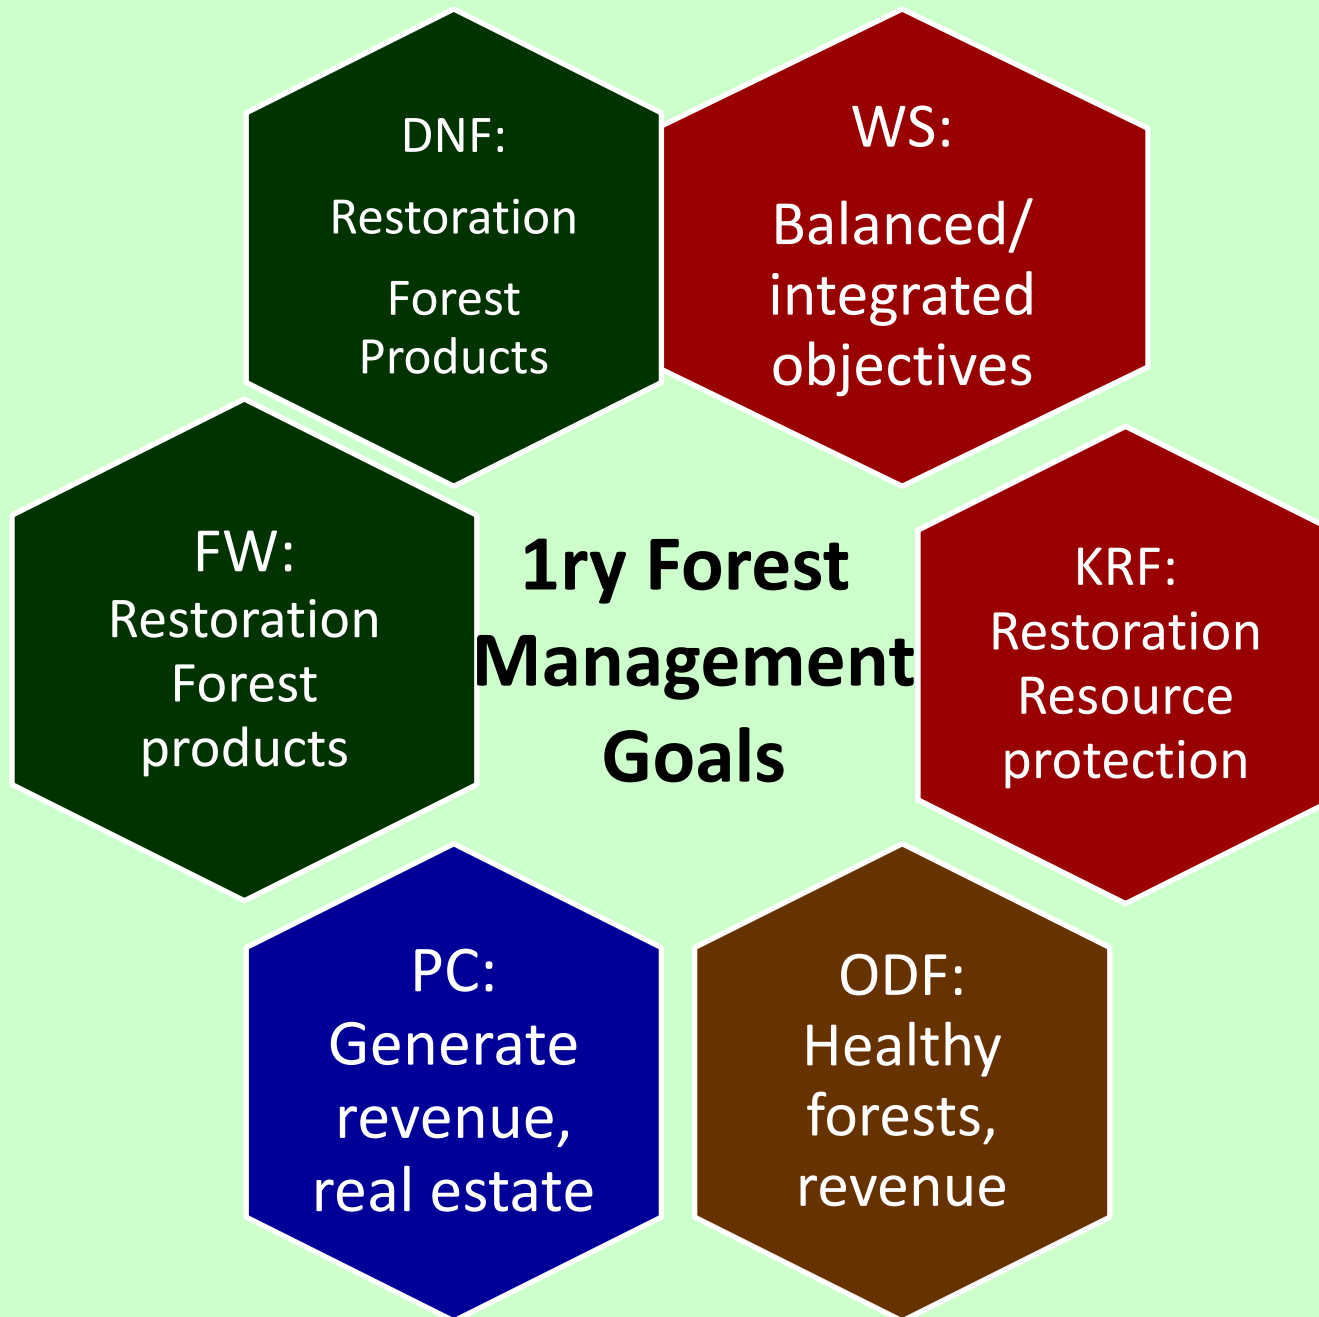 DNF:
Restoration
Forest
Products
WS:
Balanced/
integrated
objectives
FW:
Restoration
Forest
products
1ry Forest
Management
Goals
KRF:
Restoration
Resource
protection
PC:
Generate
revenue,
real estate
ODF:
Healthy
forests,
revenue